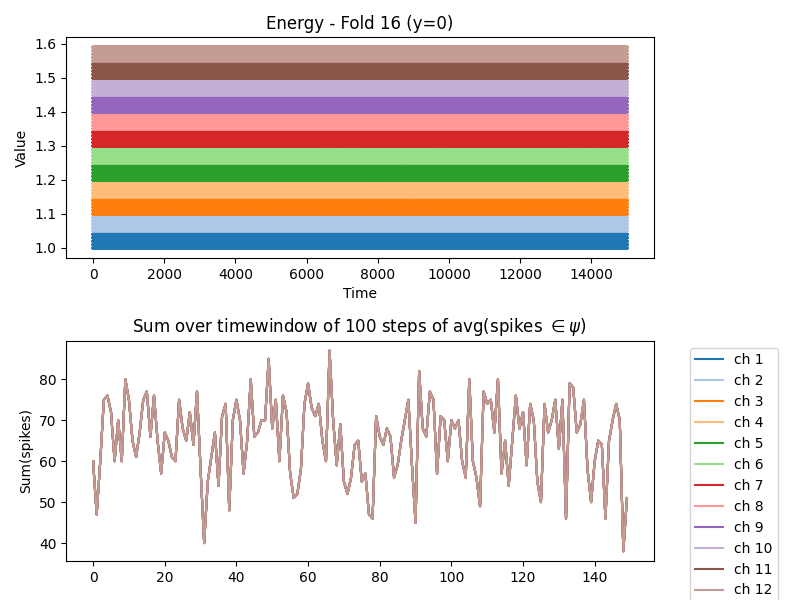 Energy - Fold 16 (y=0)
Value
1.6
1.5
1.4
1.3
1.2
1.1
1.0
0 2000 4000 6000 8000 10000 12000 14000
Time
Sum over timewindow of 100 steps of avg(spikes ∈ ψ)
Sum(spikes)
80
70
60
50
40
0 20 40 60 80 100 120 140
ch 1
ch 2
ch 3
ch 4
ch 5
ch 6
ch 7
ch 8
ch 9
ch 10
ch 11
ch 12